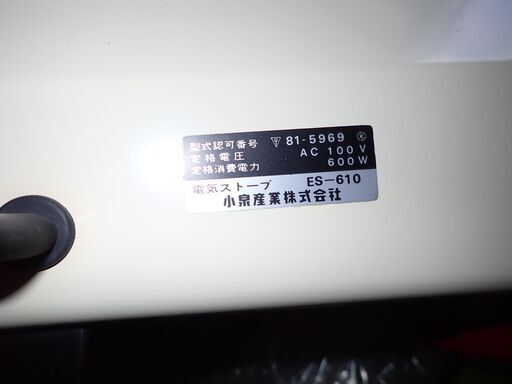 型式認可番号 ▽〒 81-5969
定格電圧 AC 100 V
定格消費電力 600 W
電気ストーブ ES-610
小泉産業株式会社